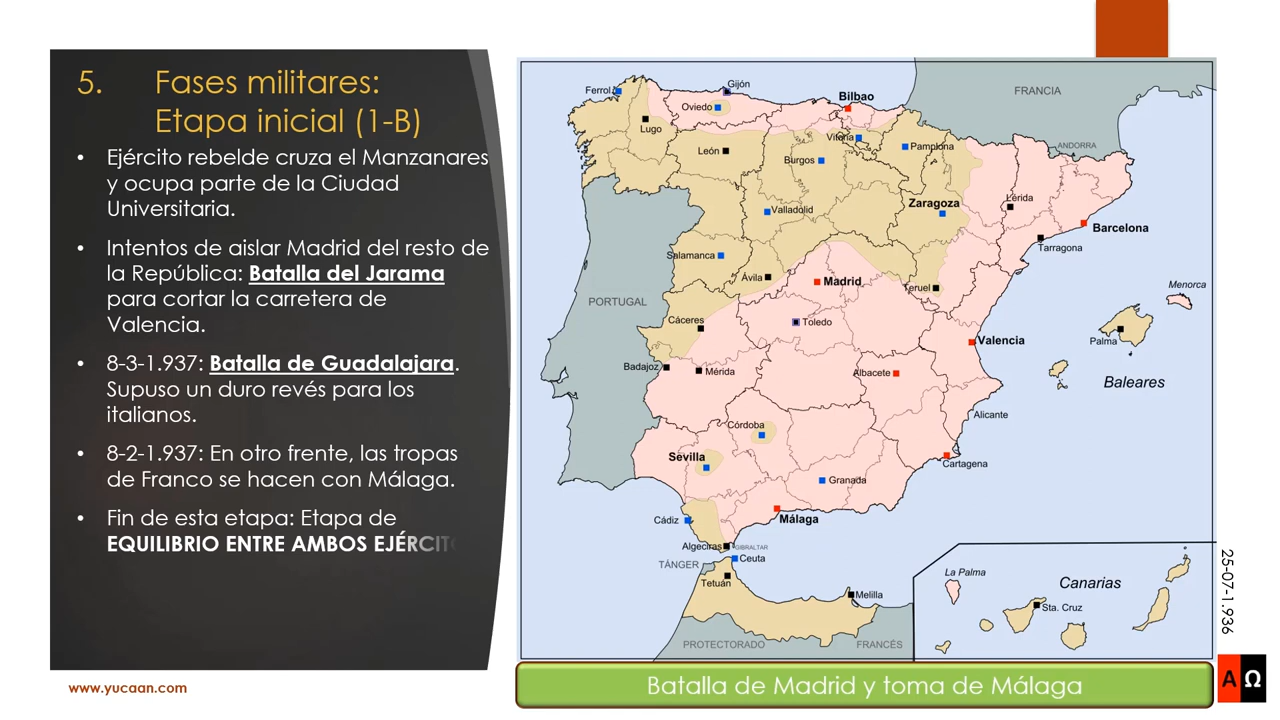 5. Fases militares:
Etapa inicial (1-B)
• Ejército rebelde cruza el Manzanares
y ocupa parte de la Ciudad
Universitaria.
• Intentos de aislar Madrid del resto de
la República: Batalla del Jarama
para cortar la carretera de
Valencia.
• 8-3-1.937: Batalla de Guadalajara.
Supuso un duro revés para los
italianos.
• 8-2-1.937: En otro frente, las tropas
de Franco se hacen con Málaga.
• Fin de esta etapa: Etapa de
EQUILIBRIO ENTRE AMBOS EJÉRCIT
www.yucaan.com
Ferrol
Gijón
Oviedo
Lugo
Bilbao
FRANCIA
León
Vitoria
Burgos
Pamplona
ANDORRA
Valladolid
Zaragoza
Lérida
Barcelona
Tarragona
Salamanca
Ávila
Madrid
Teruel
Menorca
PORTUGAL
Cáceres
Toledo
Valencia
Palma
Badajoz
Mérida
Albacete
Baleares
Alicante
Córdoba
Sevilla
Cartagena
Granada
Cádiz
Málaga
Algeciras
GIBRALTAR
Ceuta
TÁNGER
Tetuán
Melilla
PROTECTORADO
FRANCÉS
La Palma
Canarias
Sta. Cruz
25-07-1.936
Batalla de Madrid y toma de Málaga
Α Ω